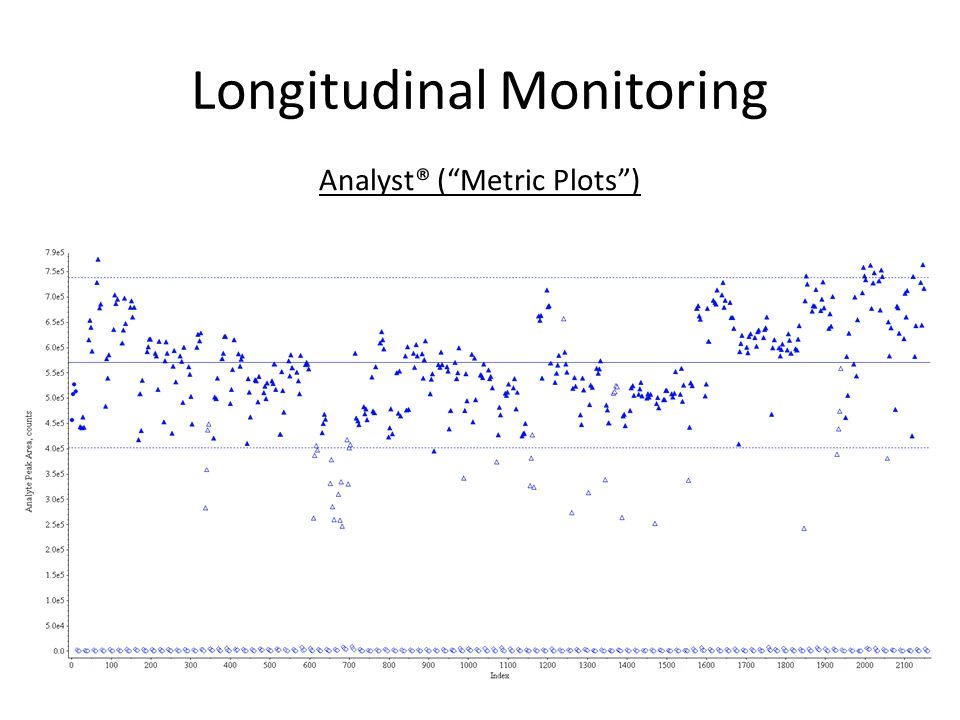 Longitudinal Monitoring
Analyst® (“Metric Plots”)
7.9e5
7.5e5
7.0e5
6.5e5
6.0e5
5.5e5
5.0e5
4.5e5
4.0e5
3.5e5
3.0e5
2.5e5
2.0e5
1.5e5
1.0e5
5.0e4
0.0
Analyte Peak Area, counts
0 100 200 300 400 500 600 700 800 900 1000 1100 1200 1300 1400 1500 1600 1700 1800 1900 2000 2100
Index